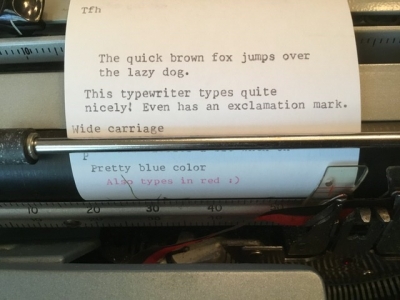 Tfh
The quick brown fox jumps over
the lazy dog.
This typewriter types quite
nicely! Even has an exclamation mark.
Wide carriage
Pretty blue color
Also types in red :)
10 20 30 40